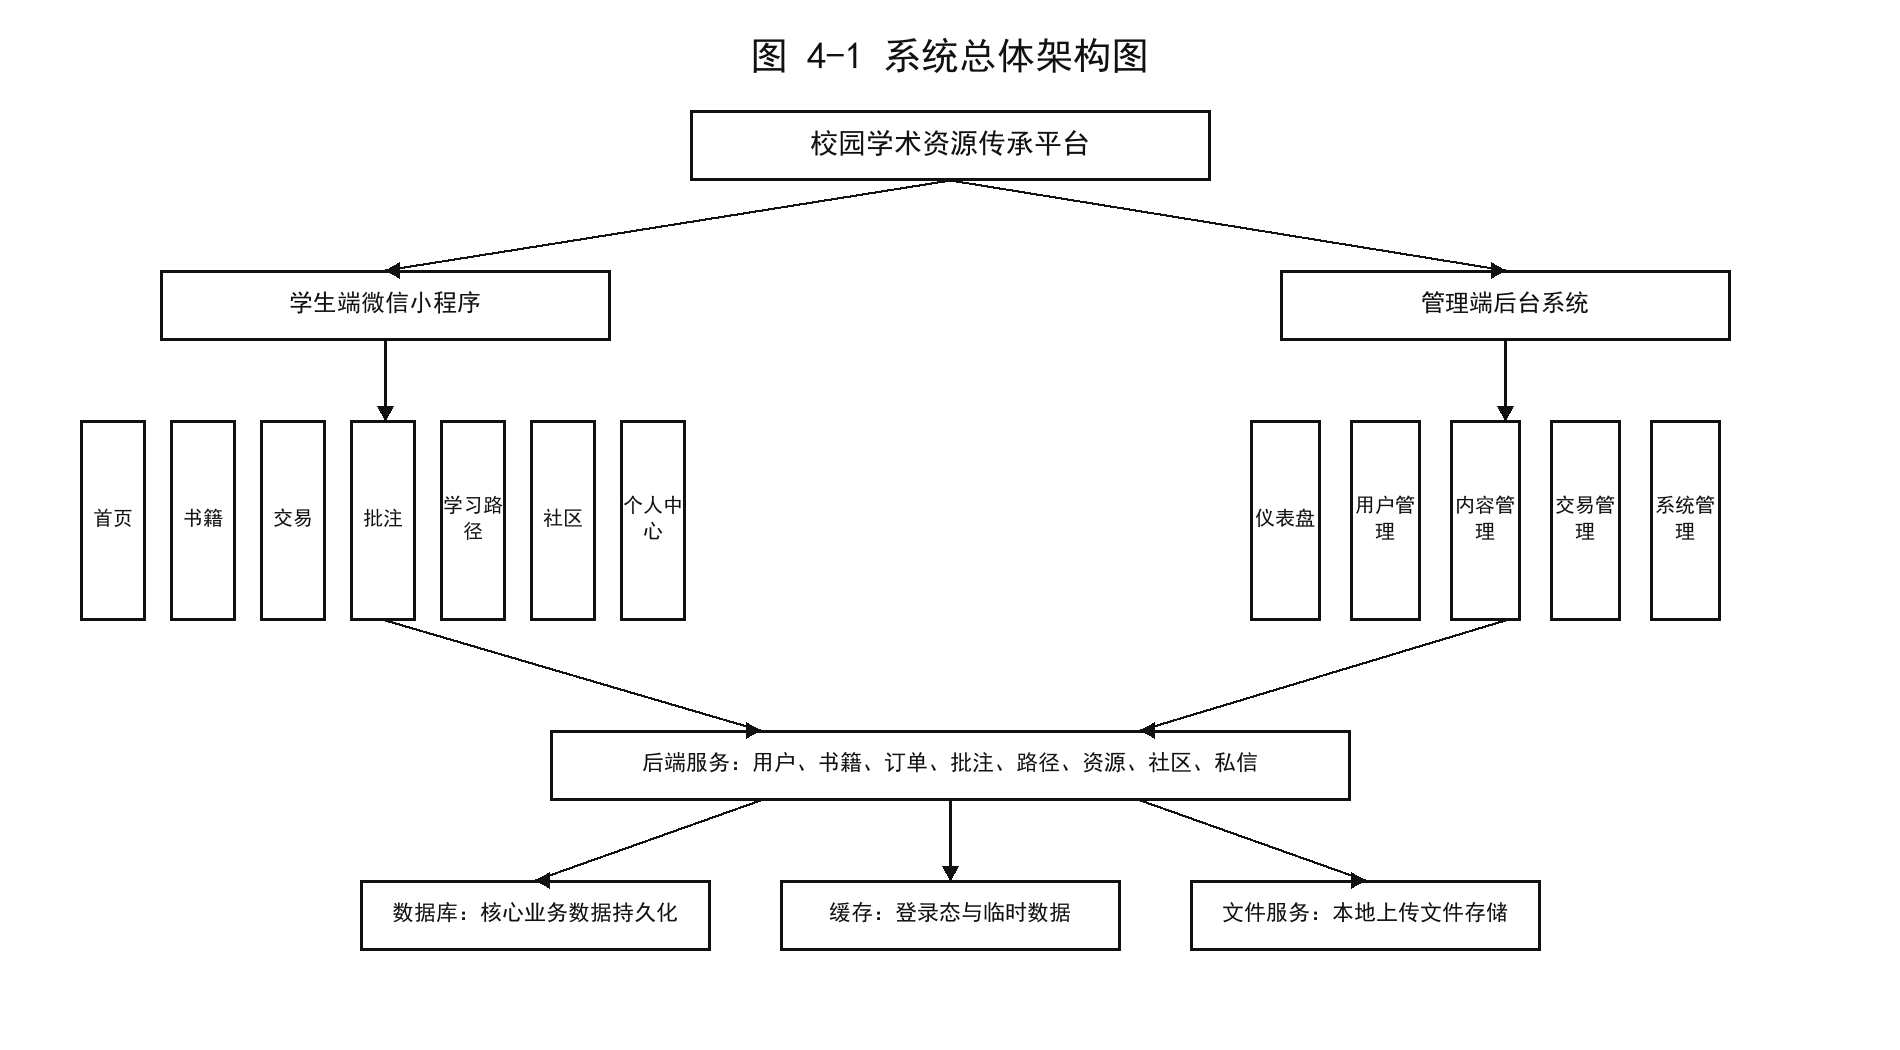 图 4-1 系统总体架构图
校园学术资源传承平台
学生端微信小程序
管理端后台系统
首页
书籍
交易
批注
学习路
径
社区
个人中
心
仪表盘
用户管
理
内容管
理
交易管
理
系统管
理
后端服务：用户、书籍、订单、批注、路径、资源、社区、私信
数据库：核心业务数据持久化
缓存：登录态与临时数据
文件服务：本地上传文件存储